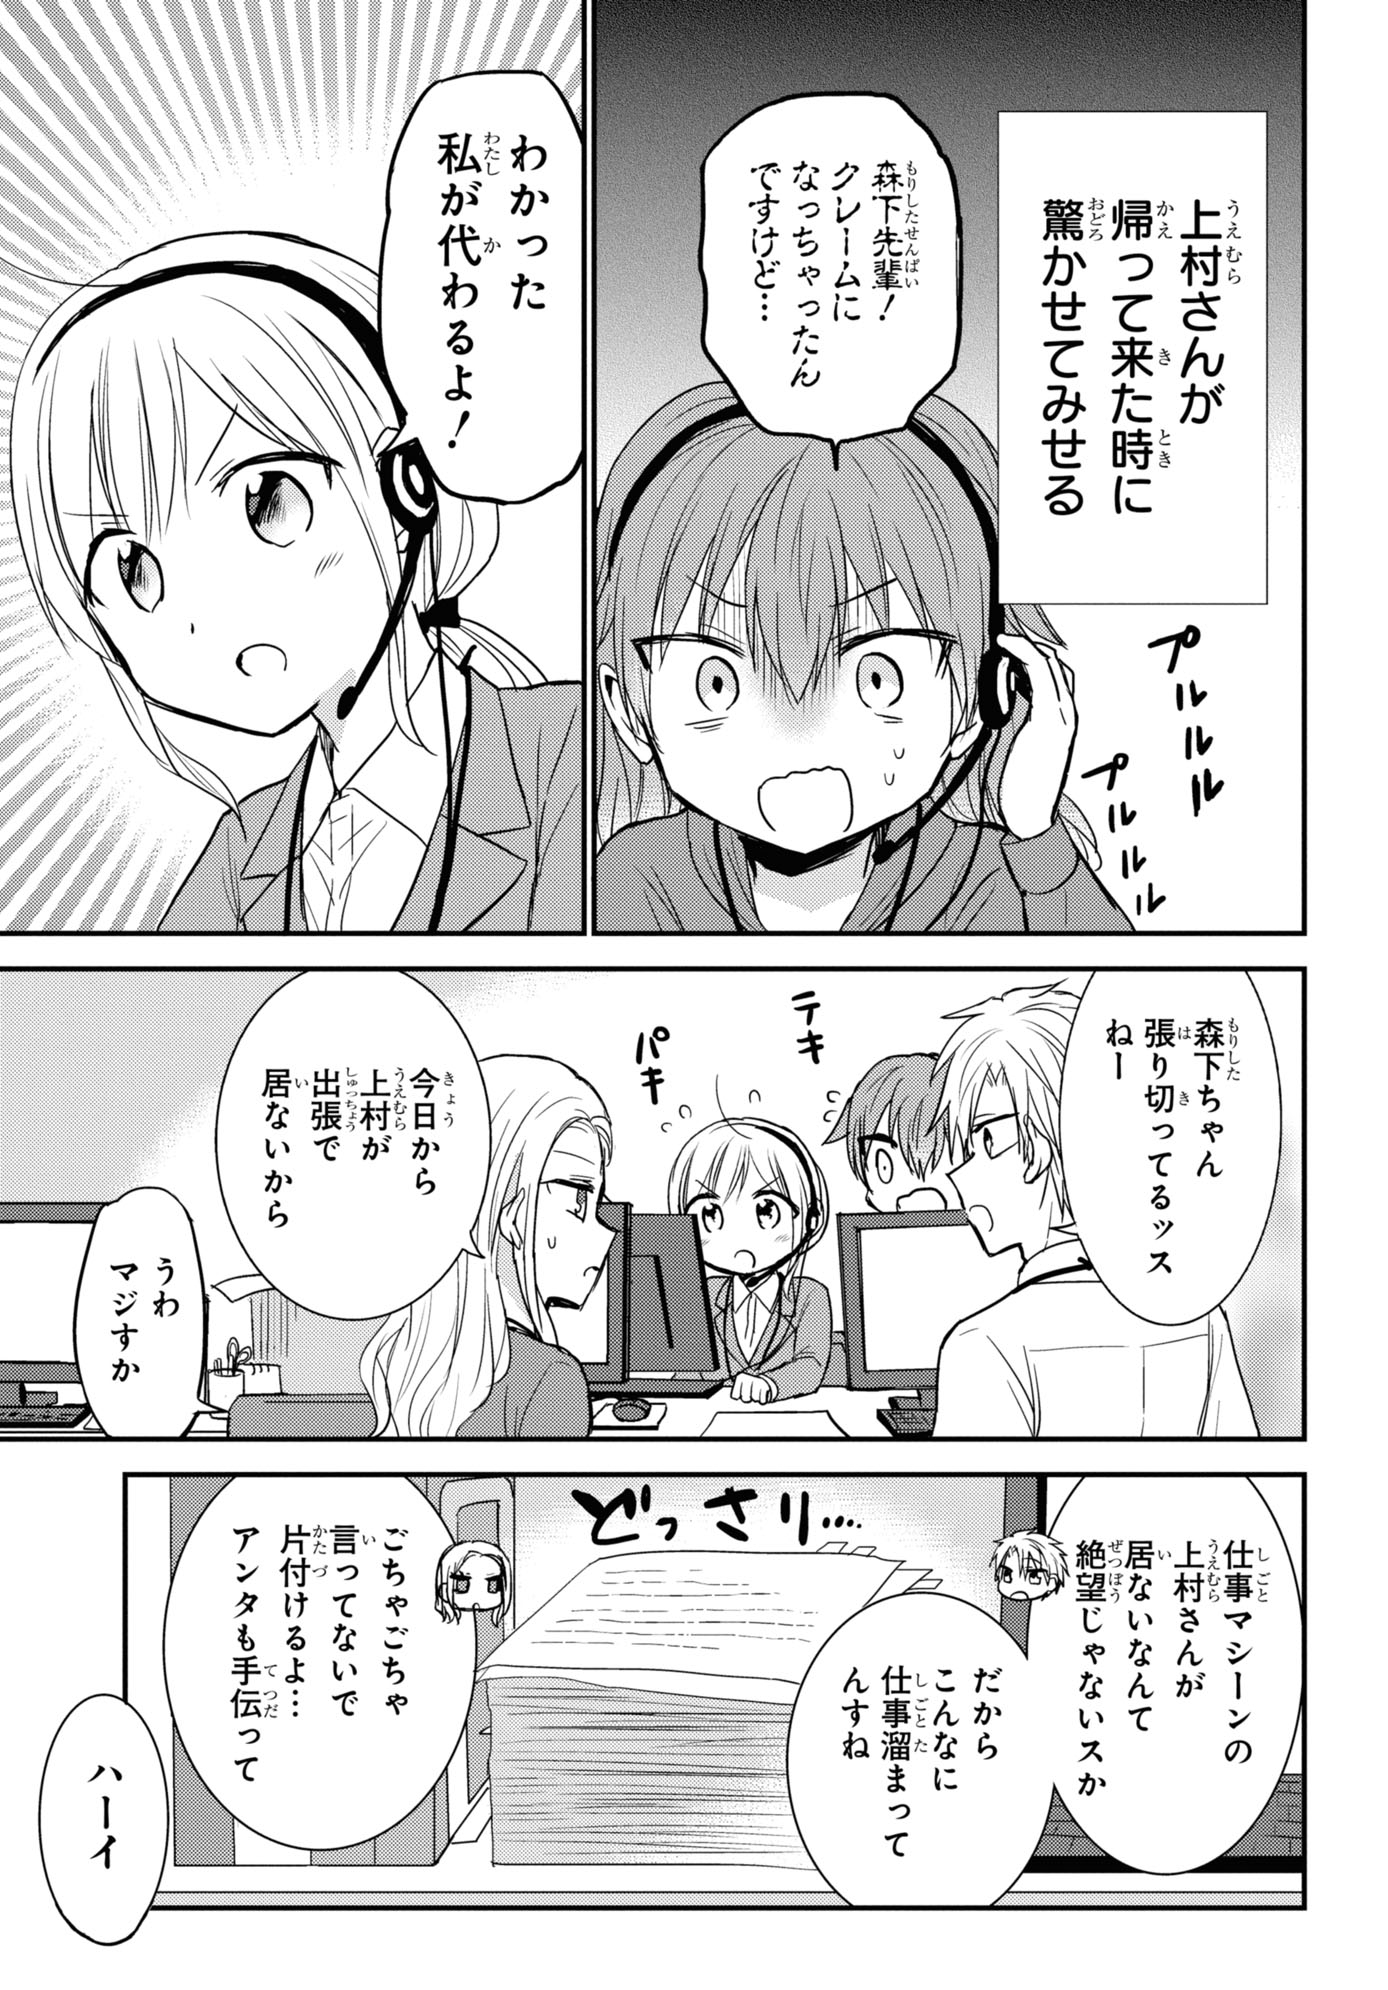 上村さんが
帰って来た時に
驚かせてみせる
プルルルル
プルルルル
森下先輩！
クレームに
なっちゃったん
ですけど…
わかった
私が代わるよ！
森下ちゃん
張り切ってるッス
ねー
テキ
パキ
今日から
上村が
出張で
居ないから
うわ
マジすか
仕事マシーンの
上村さんが
居ないなんて
絶望じゃないスか
だから
こんなに
仕事溜まって
んすね
どっさり…
ごちゃごちゃ
言ってないで
片付けるよ…
アンタも手伝って
ハーイ